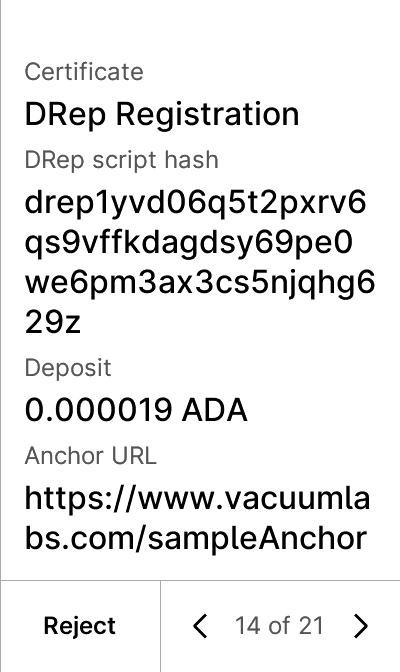 Certificate
DRep Registration
DRep script hash
drep1yvd06q5t2pxrv6
qs9vffkdagdsy69pe0
we6pm3ax3cs5njqhg6
29z
Deposit
0.000019 ADA
Anchor URL
https://www.vacuumla
bs.com/sampleAnchor
Reject
14 of 21